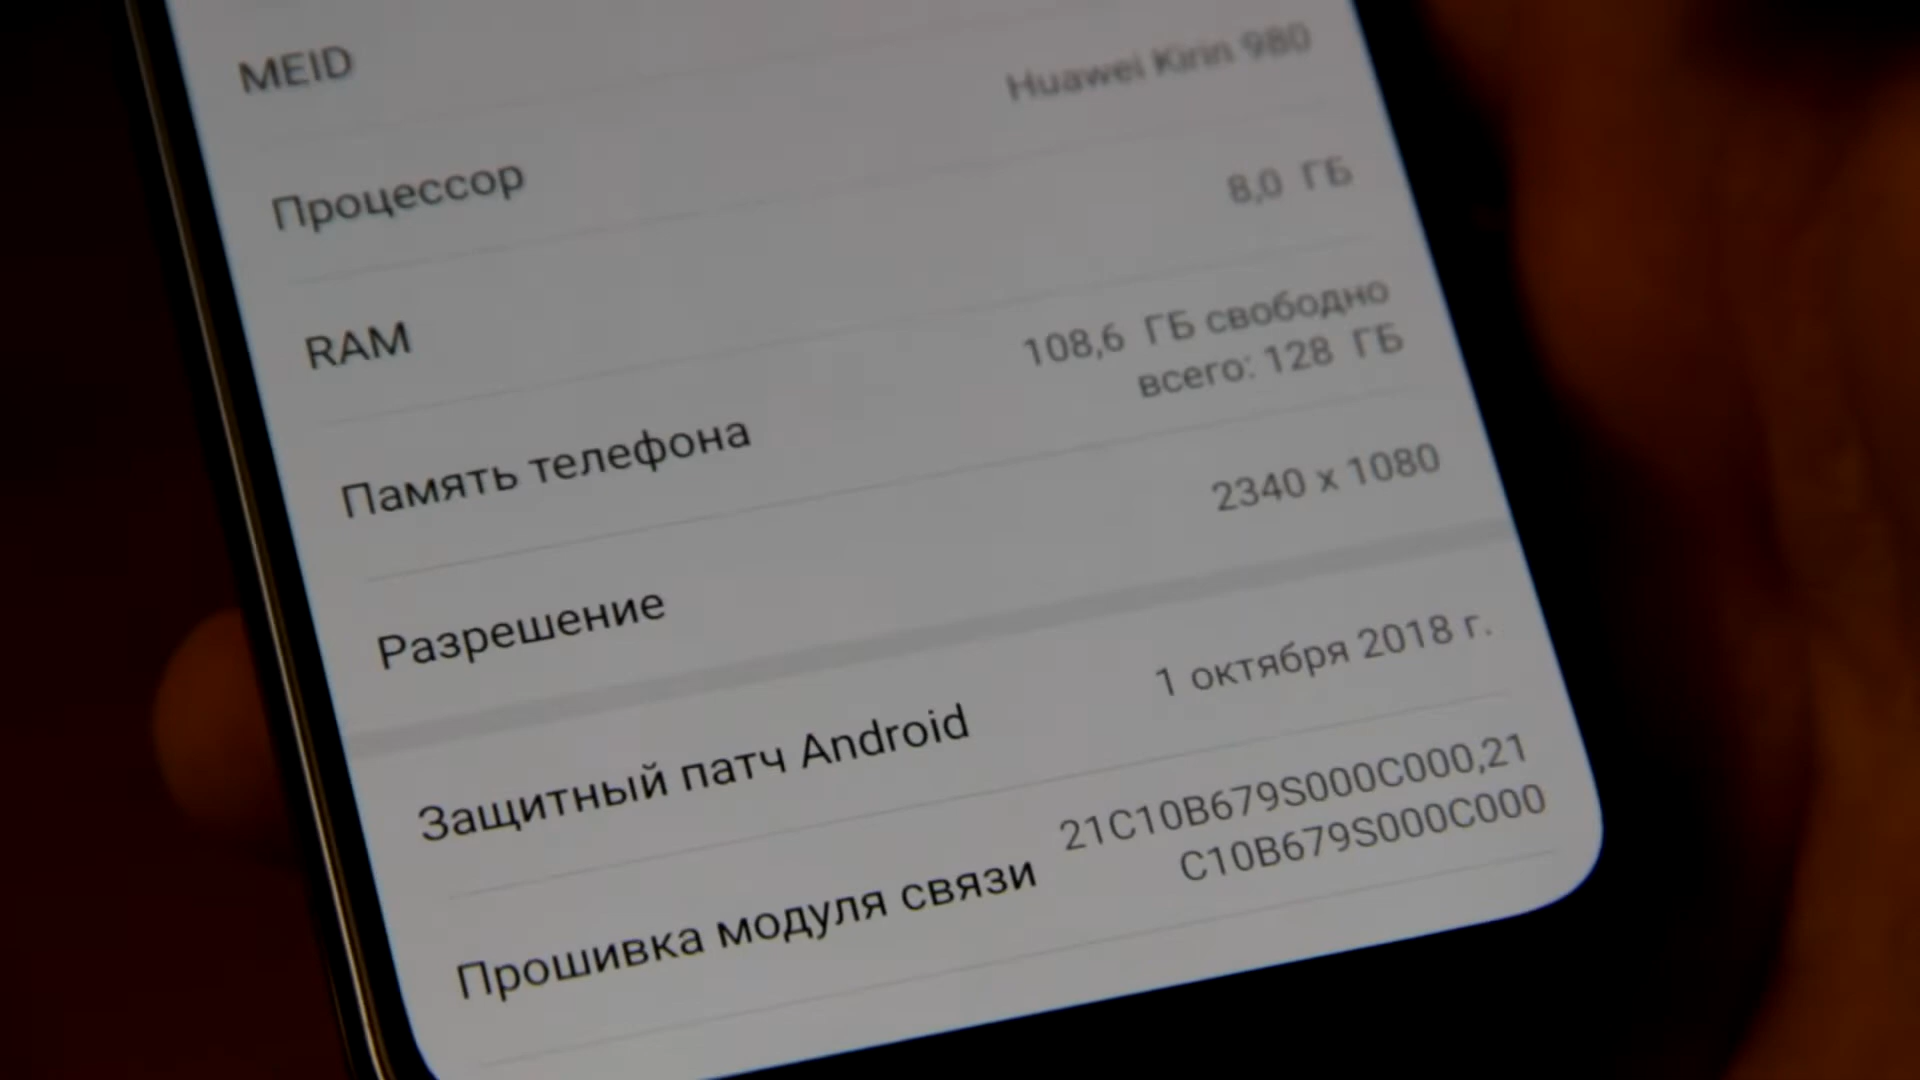 MEID
Процессор
Huawei Kirin 980
RAM
8,0 ГБ
Память телефона
108,6 ГБ свободно
всего: 128 ГБ
Разрешение
2340 x 1080
Защитный патч Android
1 октября 2018 г.
Прошивка модуля связи
21C10B679S000C000,21
C10B679S000C000